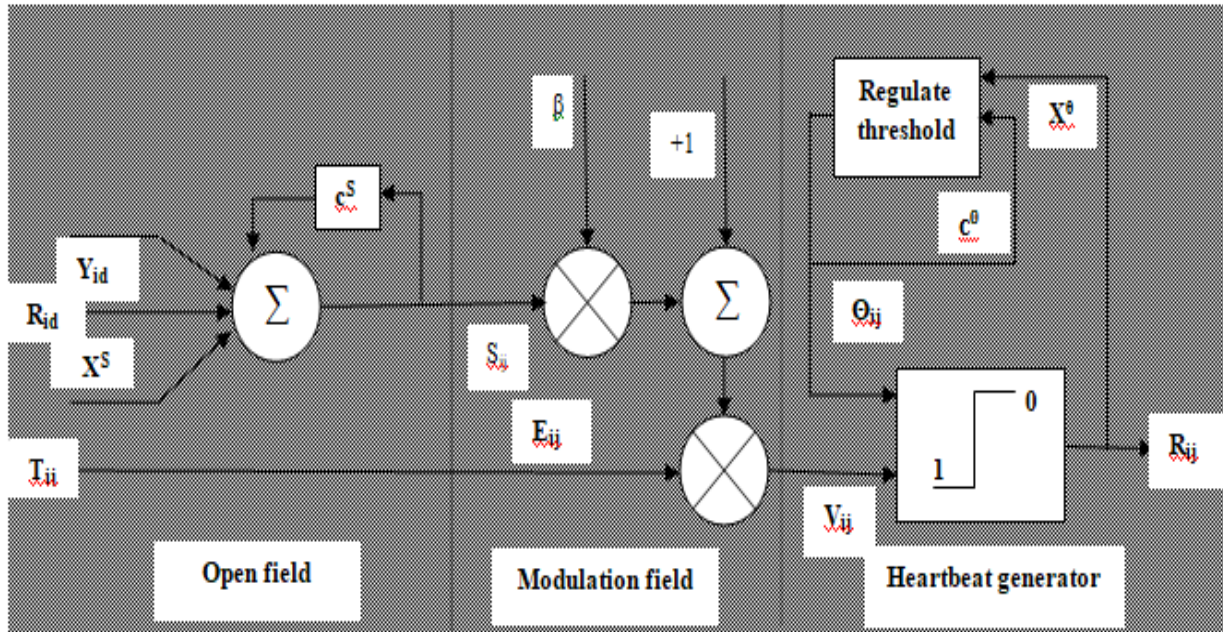 β
+1
Regulate
threshold
X^θ
c^S
c^θ
Y_id
R_id
X^S
Σ
Σ
Θ_ij
S_ij
E_ij
T_ij
0
1
R_ij
V_ij
Open field
Modulation field
Heartbeat generator